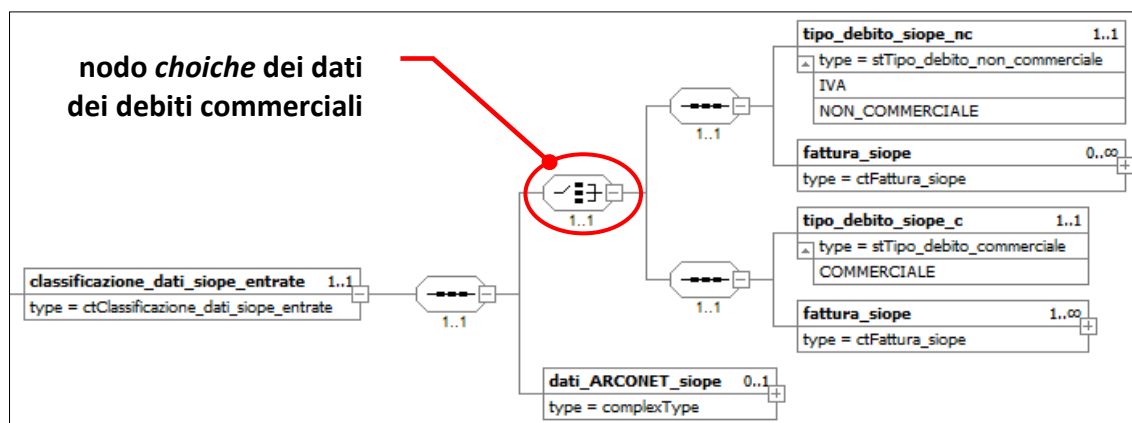 nodo choiche dei dati
dei debiti commerciali
classificazione_dati_siope_entrate 1..1
type = ctClassificazione_dati_siope_entrate
1..1
1..1
1..1
tipo_debito_siope_nc 1..1
type = stTipo_debito_non_commerciale
IVA
NON_COMMERCIALE
fattura_siope 0..∞
type = ctFattura_siope
1..1
tipo_debito_siope_c 1..1
type = stTipo_debito_commerciale
COMMERCIALE
fattura_siope 1..∞
type = ctFattura_siope
dati_ARCONET_siope 0..1
type = complexType